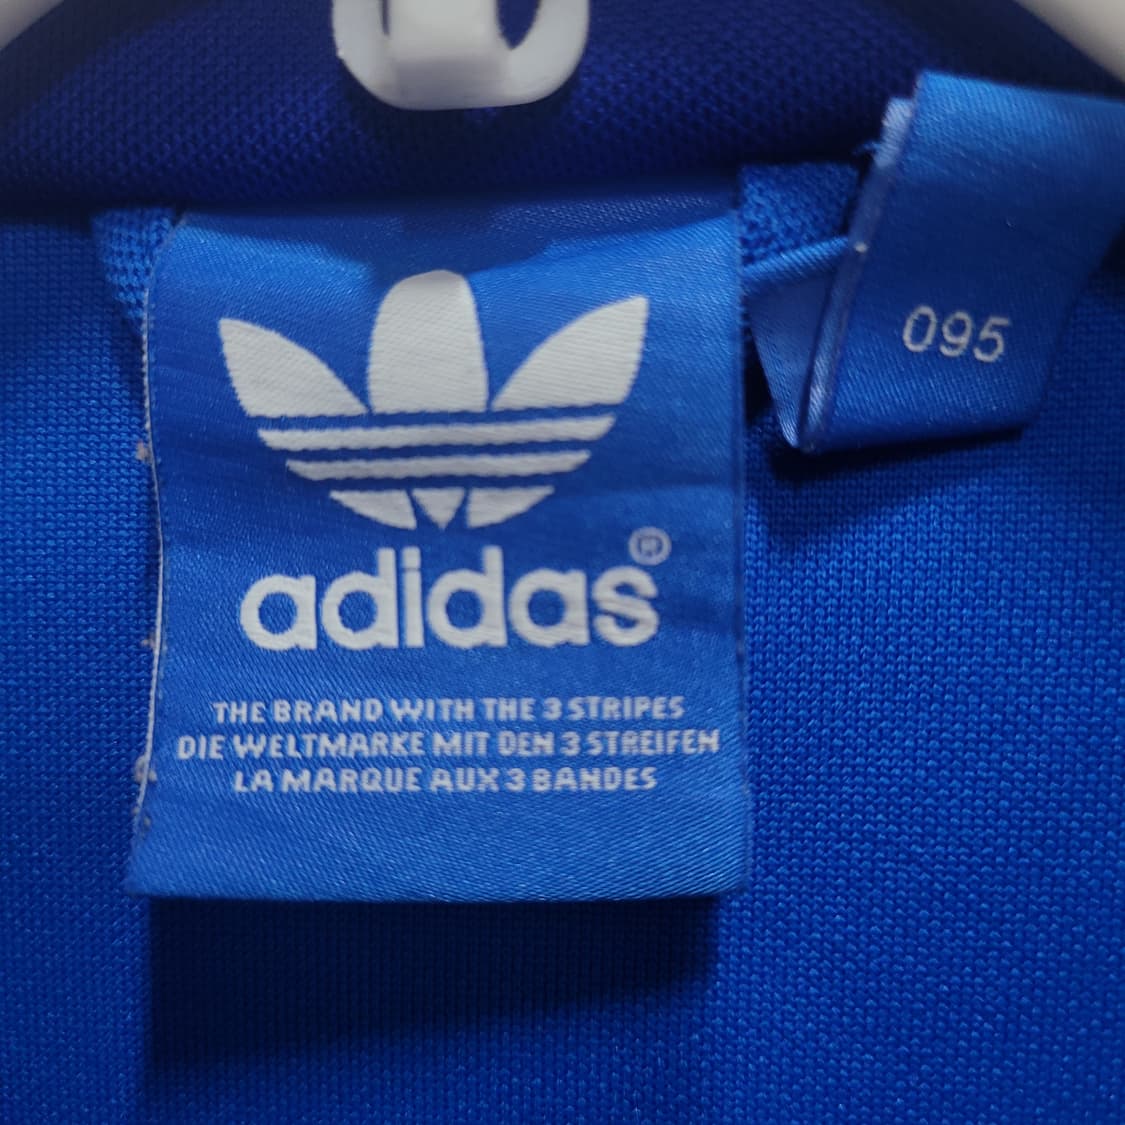 adidas®
THE BRAND WITH THE 3 STRIPES
DIE WELTMARKE MIT DEN 3 STREIFEN
LA MARQUE AUX 3 BANDES
095